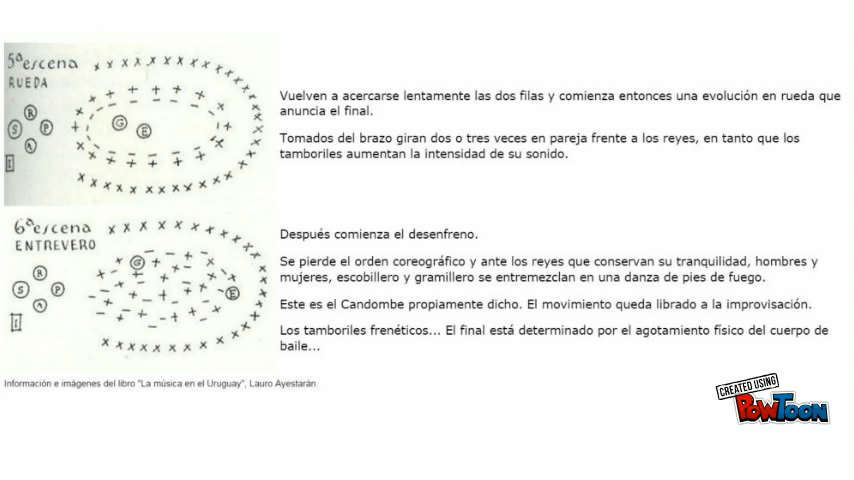 5ª escena
RUEDA
R
S P
A
I
G E
Vuelven a acercarse lentamente las dos filas y comienza entonces una evolución en rueda que
anuncia el final.
Tomados del brazo giran dos o tres veces en pareja frente a los reyes, en tanto que los
tamboriles aumentan la intensidad de su sonido.
6ª escena
ENTREVERO
R
S P
A
I
G
E
Después comienza el desenfreno.
Se pierde el orden coreográfico y ante los reyes que conservan su tranquilidad, hombres y
mujeres, escobillero y gramillero se entremezclan en una danza de pies de fuego.
Este es el Candombe propiamente dicho. El movimiento queda librado a la improvisación.
Los tamboriles frenéticos... El final está determinado por el agotamiento físico del cuerpo de
baile...
Información e imágenes del libro "La música en el Uruguay", Lauro Ayestarán.
CREATED USING
POWTOON